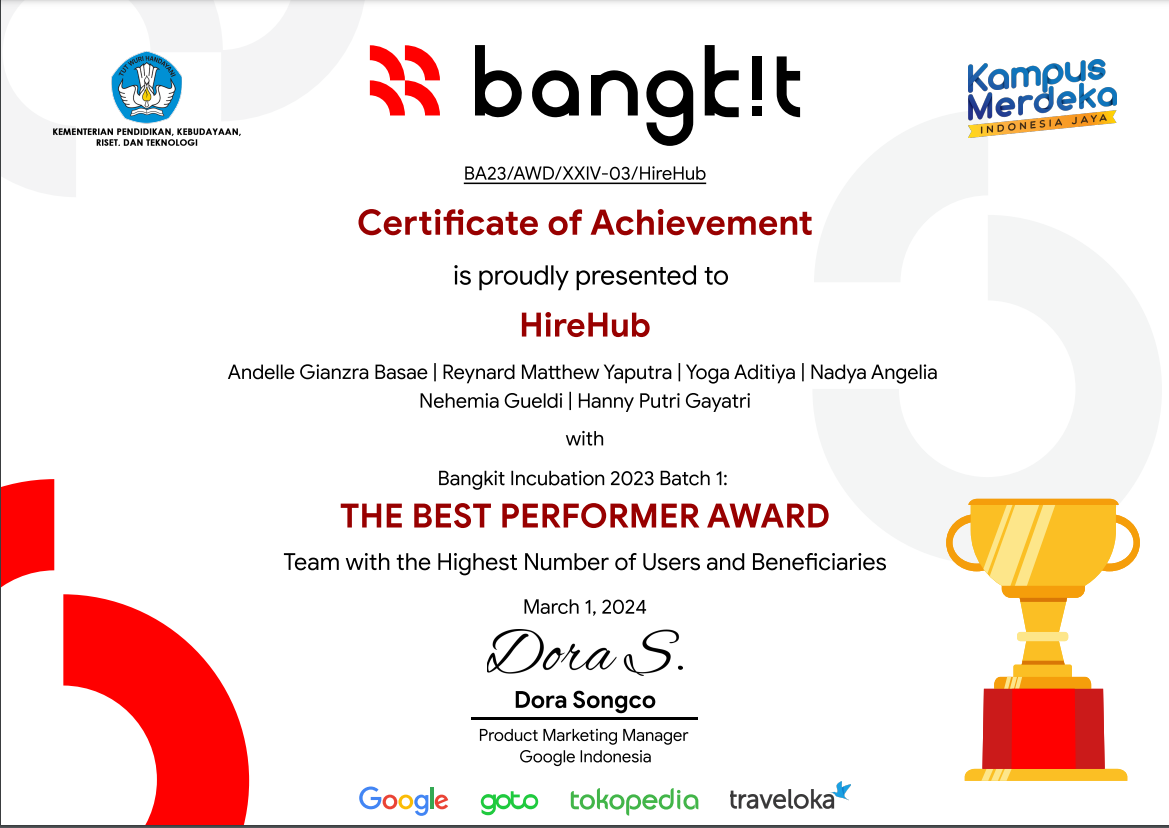 TUT WURI HANDAYANI
KEMENTERIAN PENDIDIKAN, KEBUDAYAAN,
RISET. DAN TEKNOLOGI
bangk!t
Kampus
Merdeka
INDONESIA JAYA
BA23/AWD/XXIV-03/HireHub
Certificate of Achievement
is proudly presented to
HireHub
Andelle Gianzra Basae | Reynard Matthew Yaputra | Yoga Aditiya | Nadya Angelia
Nehemia Gueldi | Hanny Putri Gayatri
with
Bangkit Incubation 2023 Batch 1:
THE BEST PERFORMER AWARD
Team with the Highest Number of Users and Beneficiaries
March 1, 2024
Dora S.
Dora Songco
Product Marketing Manager
Google Indonesia
Google goto tokopedia traveloka